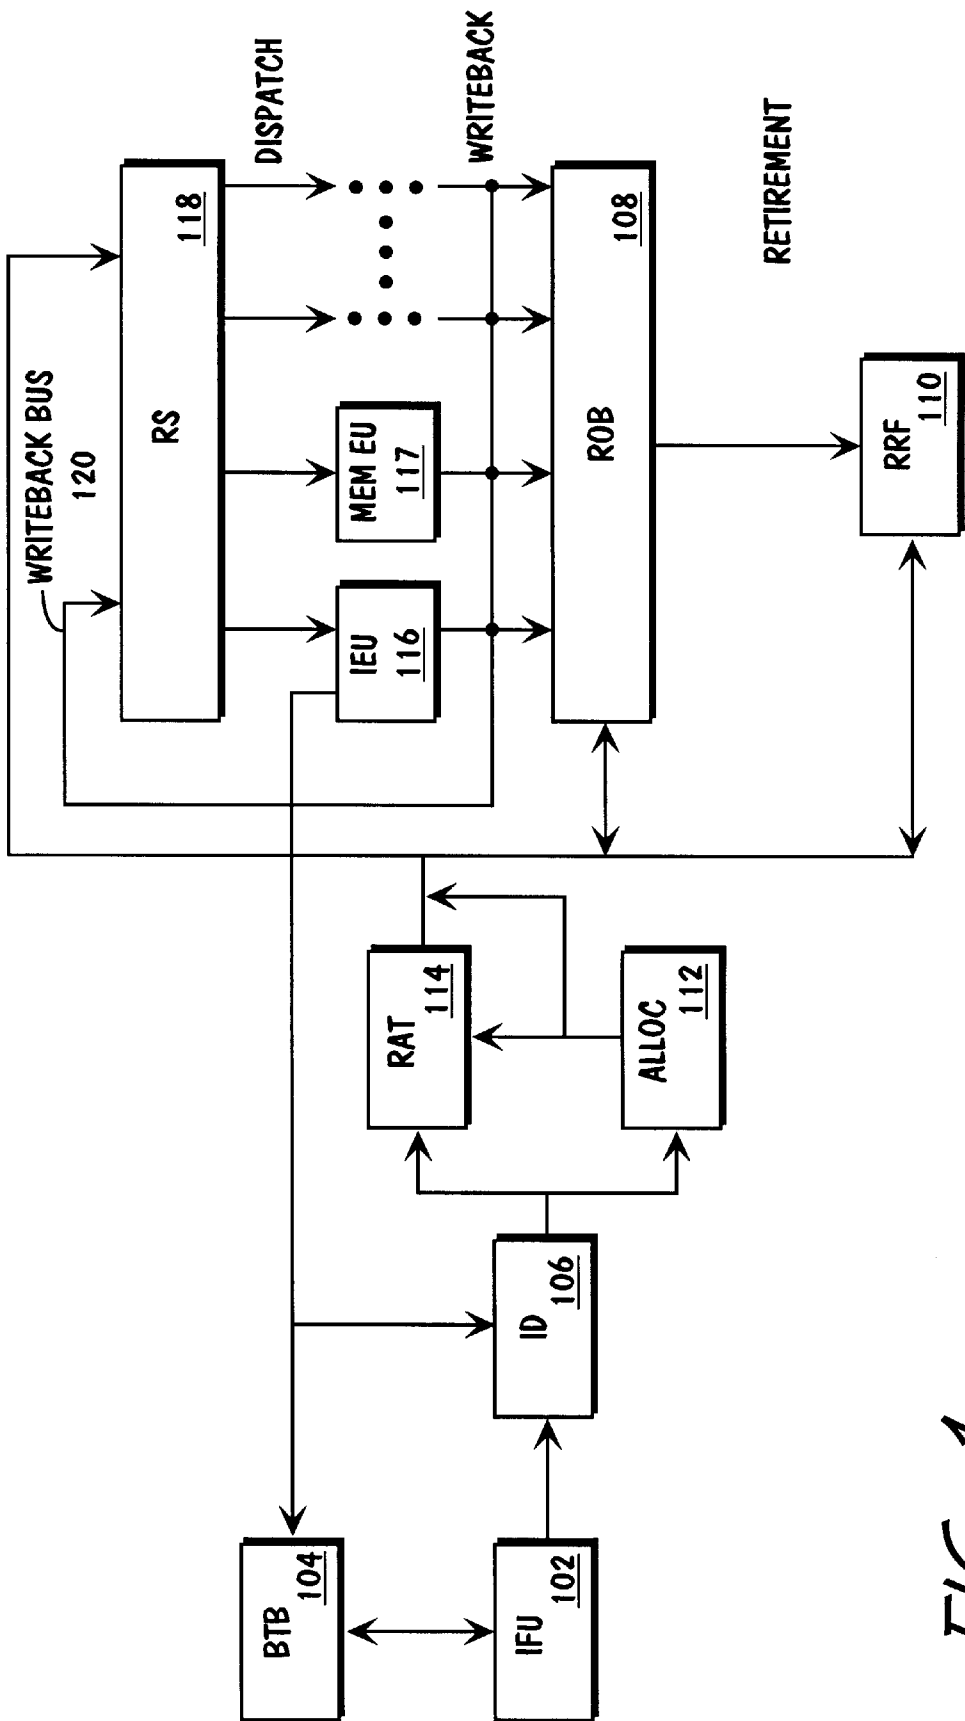 WRITEBACK BUS
120
RS
118
DISPATCH
IEU
116
MEM EU
117
WRITEBACK
ROB
108
RETIREMENT
RRF
110
BTB
104
RAT
114
IFU
102
ID
106
ALLOC
112